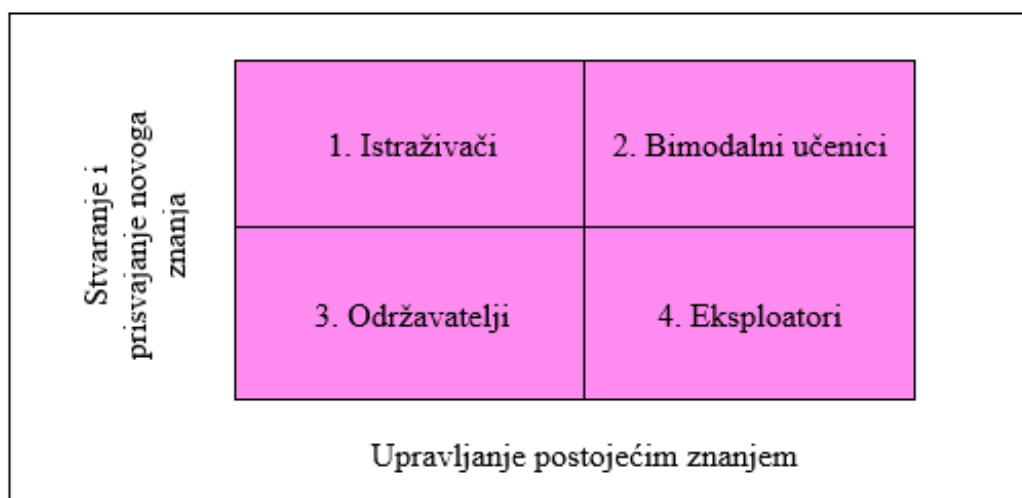 Stvaranje i
prisvajanje novoga
znanja
1. Istraživači
2. Bimodalni učenici
3. Održavatelji
4. Eksploatori
Upravljanje postojećim znanjem